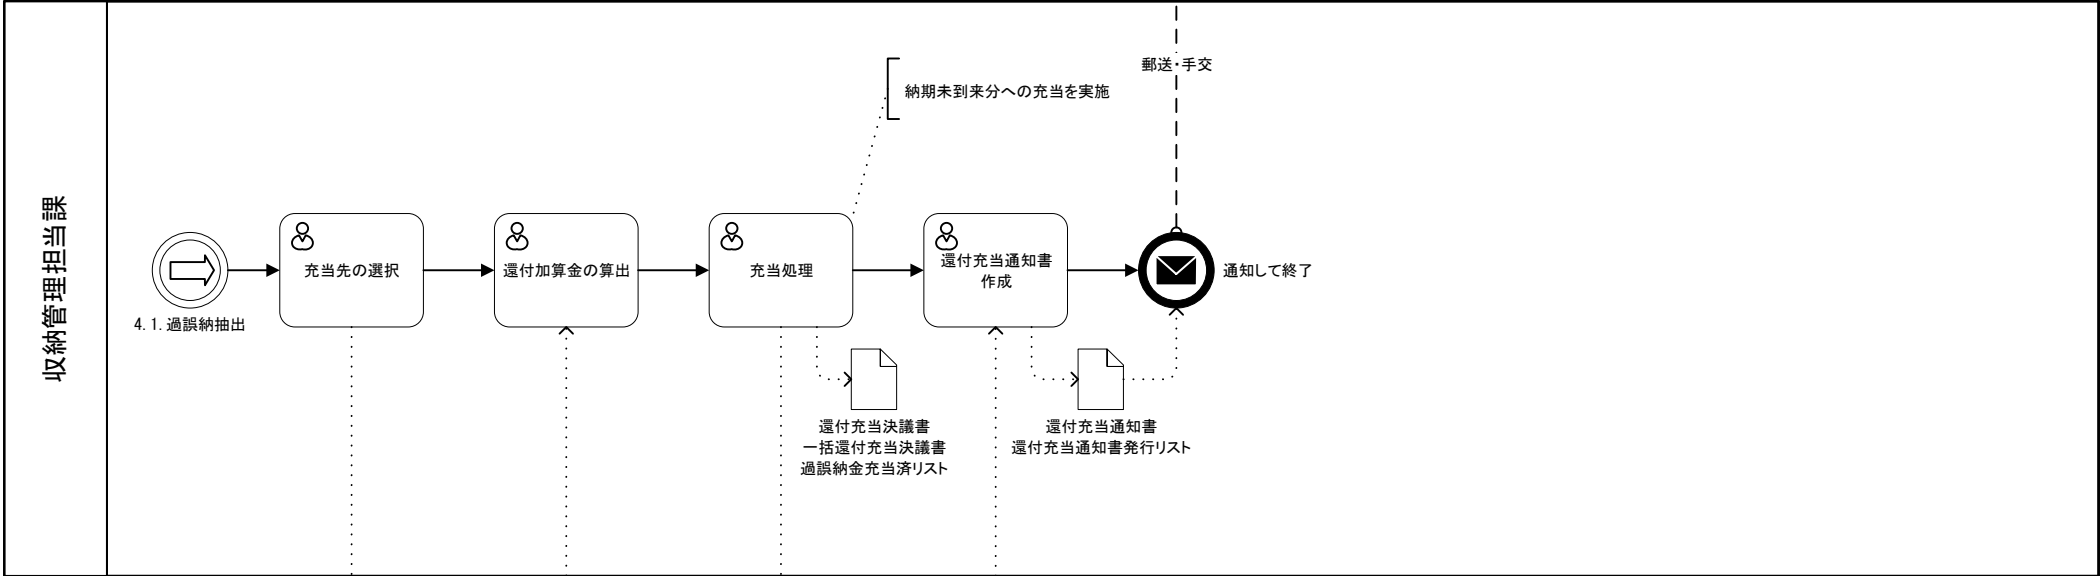 収納管理担当課
郵送・手交
納期未到来分への充当を実施
4.1.過誤納抽出
充当先の選択
還付加算金の算出
充当処理
還付充当通知書
作成
通知して終了
還付充当決議書
一括還付充当決議書
過誤納金充当済リスト
還付充当通知書
還付充当通知書発行リスト